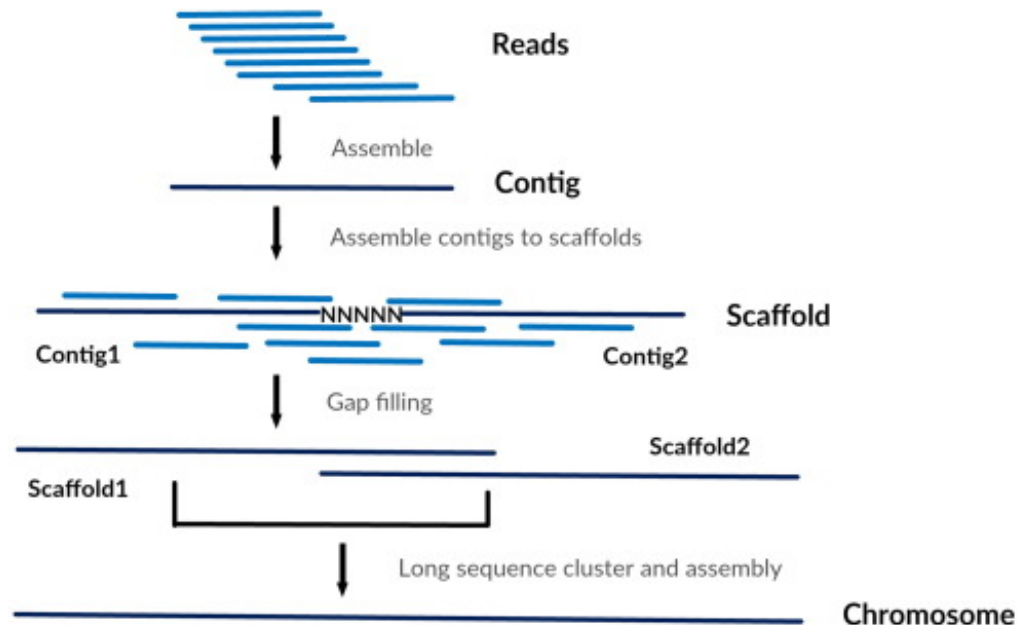 Reads
Assemble
Contig
Assemble contigs to scaffolds
NNNNN
Scaffold
Contig1
Contig2
Gap filling
Scaffold2
Scaffold1
Long sequence cluster and assembly
Chromosome